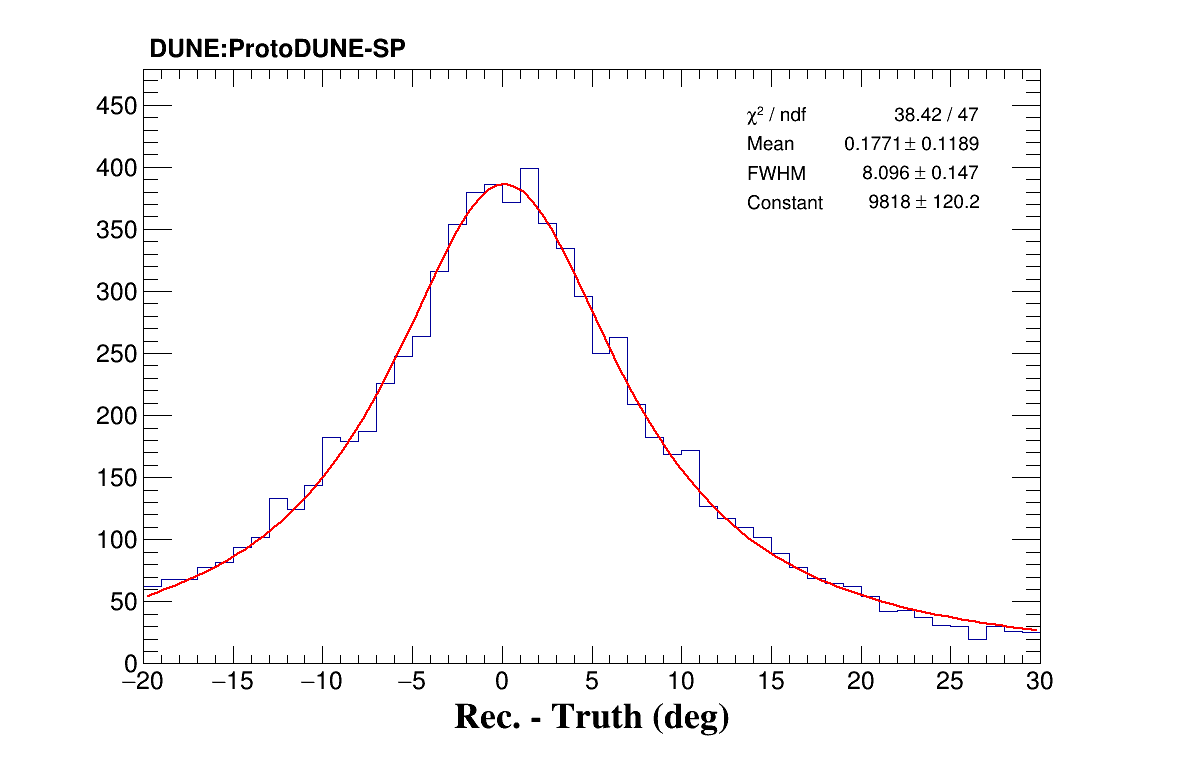 DUNE:ProtoDUNE-SP
450
400
350
300
250
200
150
100
50
0
χ² / ndf 38.42 / 47
Mean 0.1771 ± 0.1189
FWHM 8.096 ± 0.147
Constant 9818 ± 120.2
−20 −15 −10 −5 0 5 10 15 20 25 30
Rec. - Truth (deg)